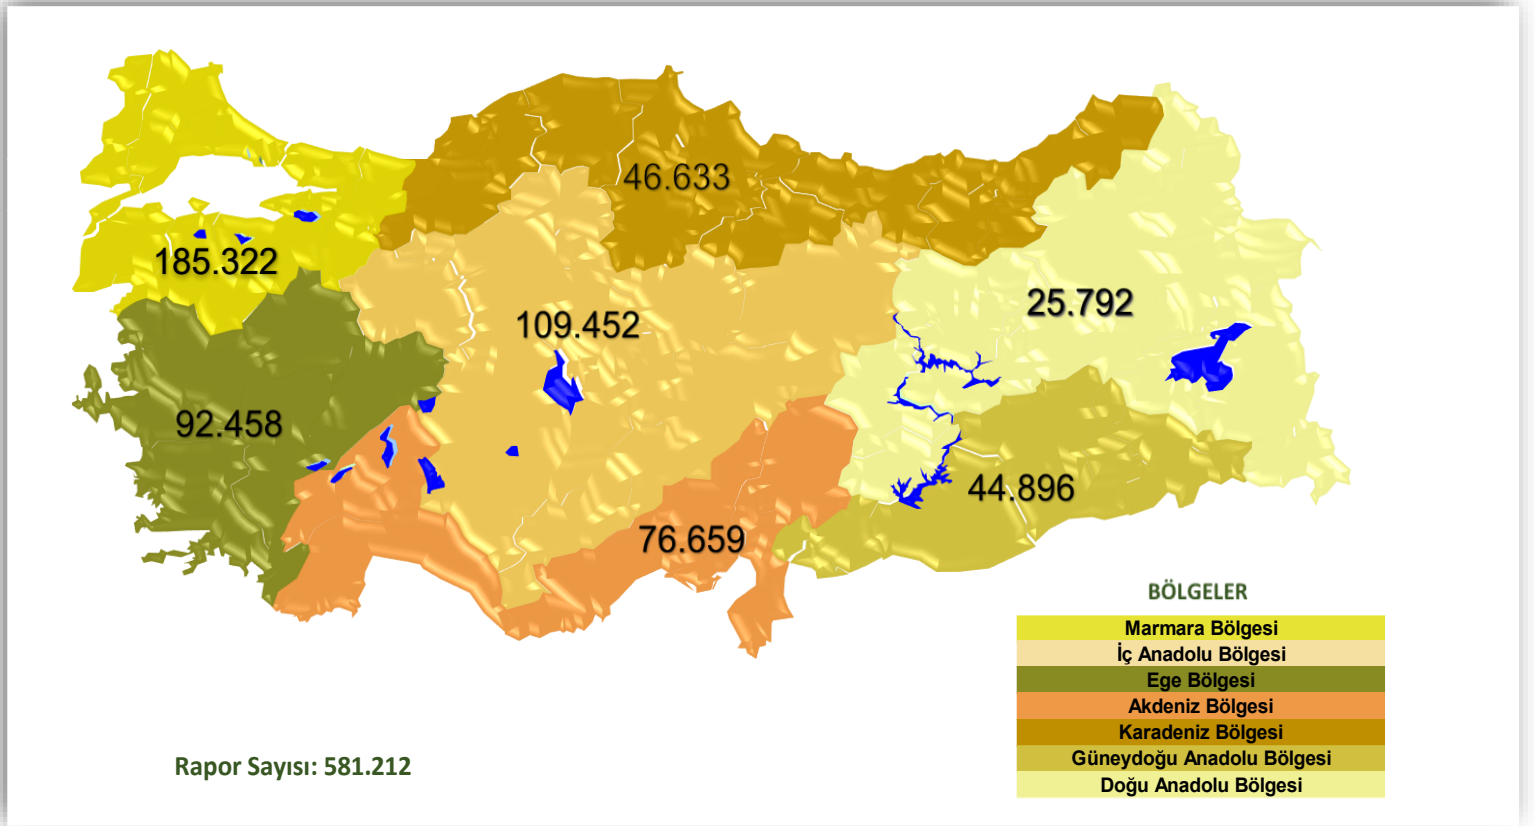 46.633
185.322
25.792
109.452
92.458
44.896
76.659
BÖLGELER
Marmara Bölgesi
İç Anadolu Bölgesi
Ege Bölgesi
Akdeniz Bölgesi
Karadeniz Bölgesi
Güneydoğu Anadolu Bölgesi
Doğu Anadolu Bölgesi
Rapor Sayısı: 581.212